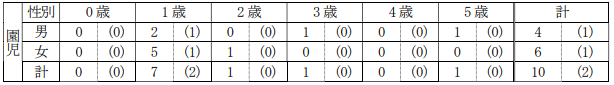 園児 性別 0歳 1歳 2歳 3歳 4歳 5歳 計
男 0 (0) 2 (1) 0 (0) 1 (0) 0 (0) 1 (0) 4 (1)
女 0 (0) 5 (1) 1 (0) 0 (0) 0 (0) 0 (0) 6 (1)
計 0 (0) 7 (2) 1 (0) 1 (0) 0 (0) 1 (0) 10 (2)